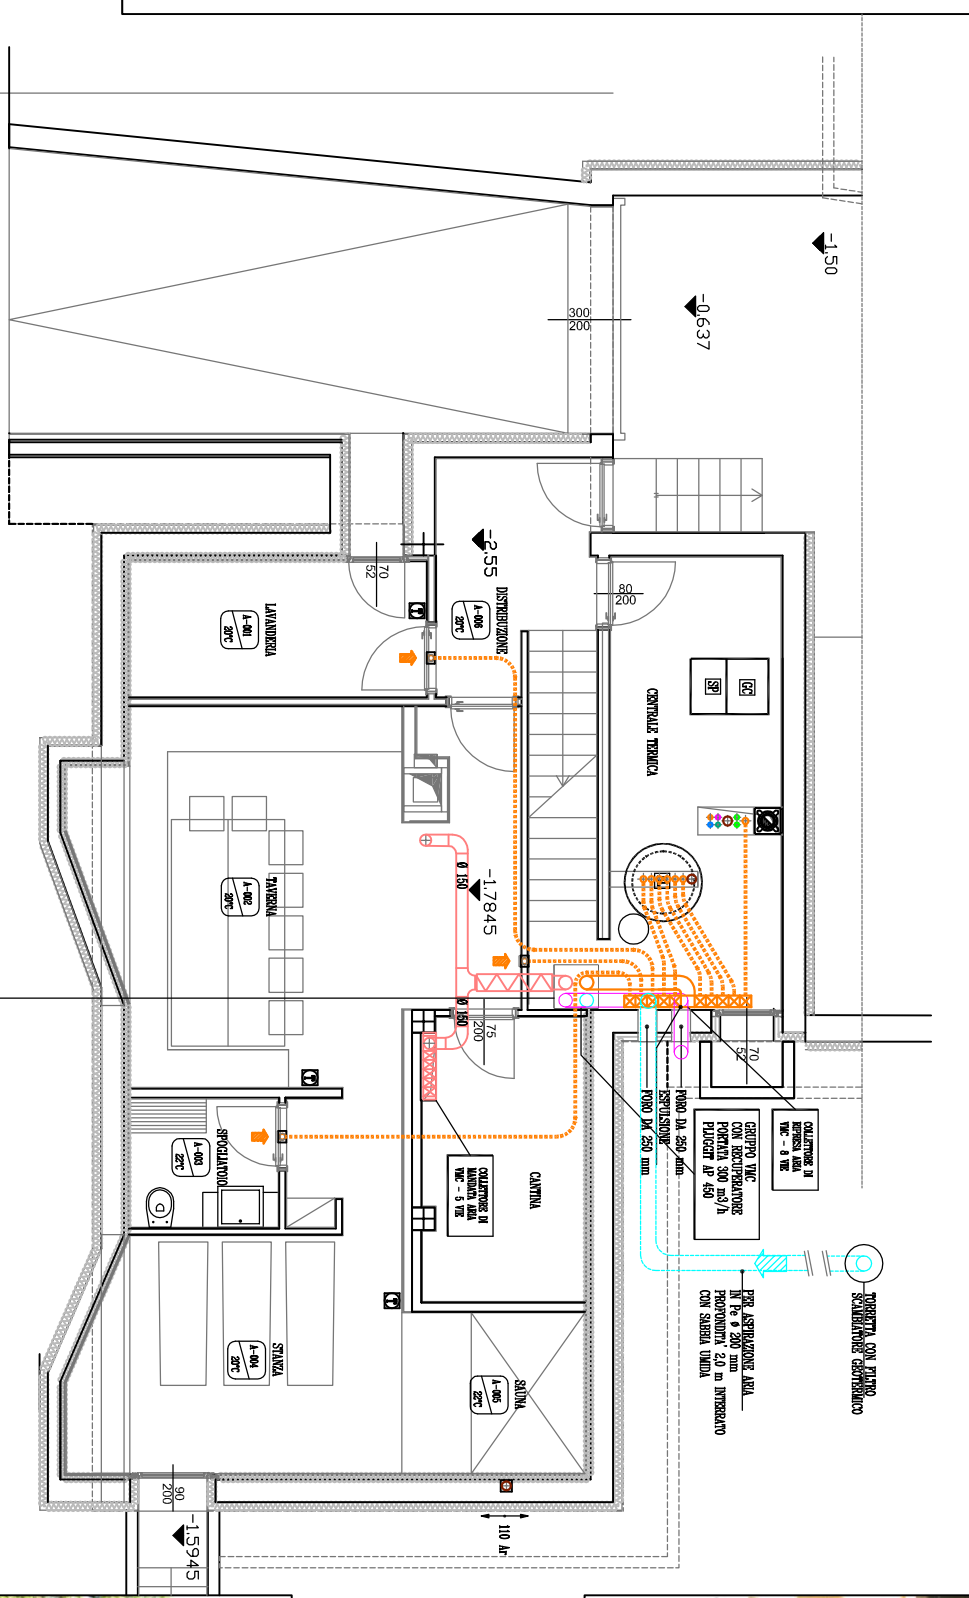 -1,50
-0,637
300
200
-2,55
70
52
80
200
DISTRIBUZIONE
A-006
20°C
LAVANDERIA
A-001
20°C
T
GC
SP
CENTRALE TERMICA
TAVERNA
A-002
20°C
Ø 150
-1,7845
Ø 150
75
200
70
52
FORO DA 250 mm
ESPULSIONE
FORO DA 250 mm
GRUPPO VMC
CON RECUPERATORE
PORTATA 300 m3/h
PLUGGIT AP 450
COLLETTORE DI
RIPRESA ARIA
VMC - 8 VIE
T
SPOGLIATOIO
A-003
22°C
CANTINA
COLLETTORE DI
MANDATA ARIA
VMC - 5 VIE
TORRETTA CON FILTRO
SCAMBIATORE GEOTERMICO
PER ASPIRAZIONE ARIA
IN Pe Ø 200 mm
PROFONDITA' 2,0 m INTERRATO
CON SABBIA UMIDA
T
STANZA
A-004
20°C
SAUNA
A-005
22°C
90
200
110 Ar
-1,5945